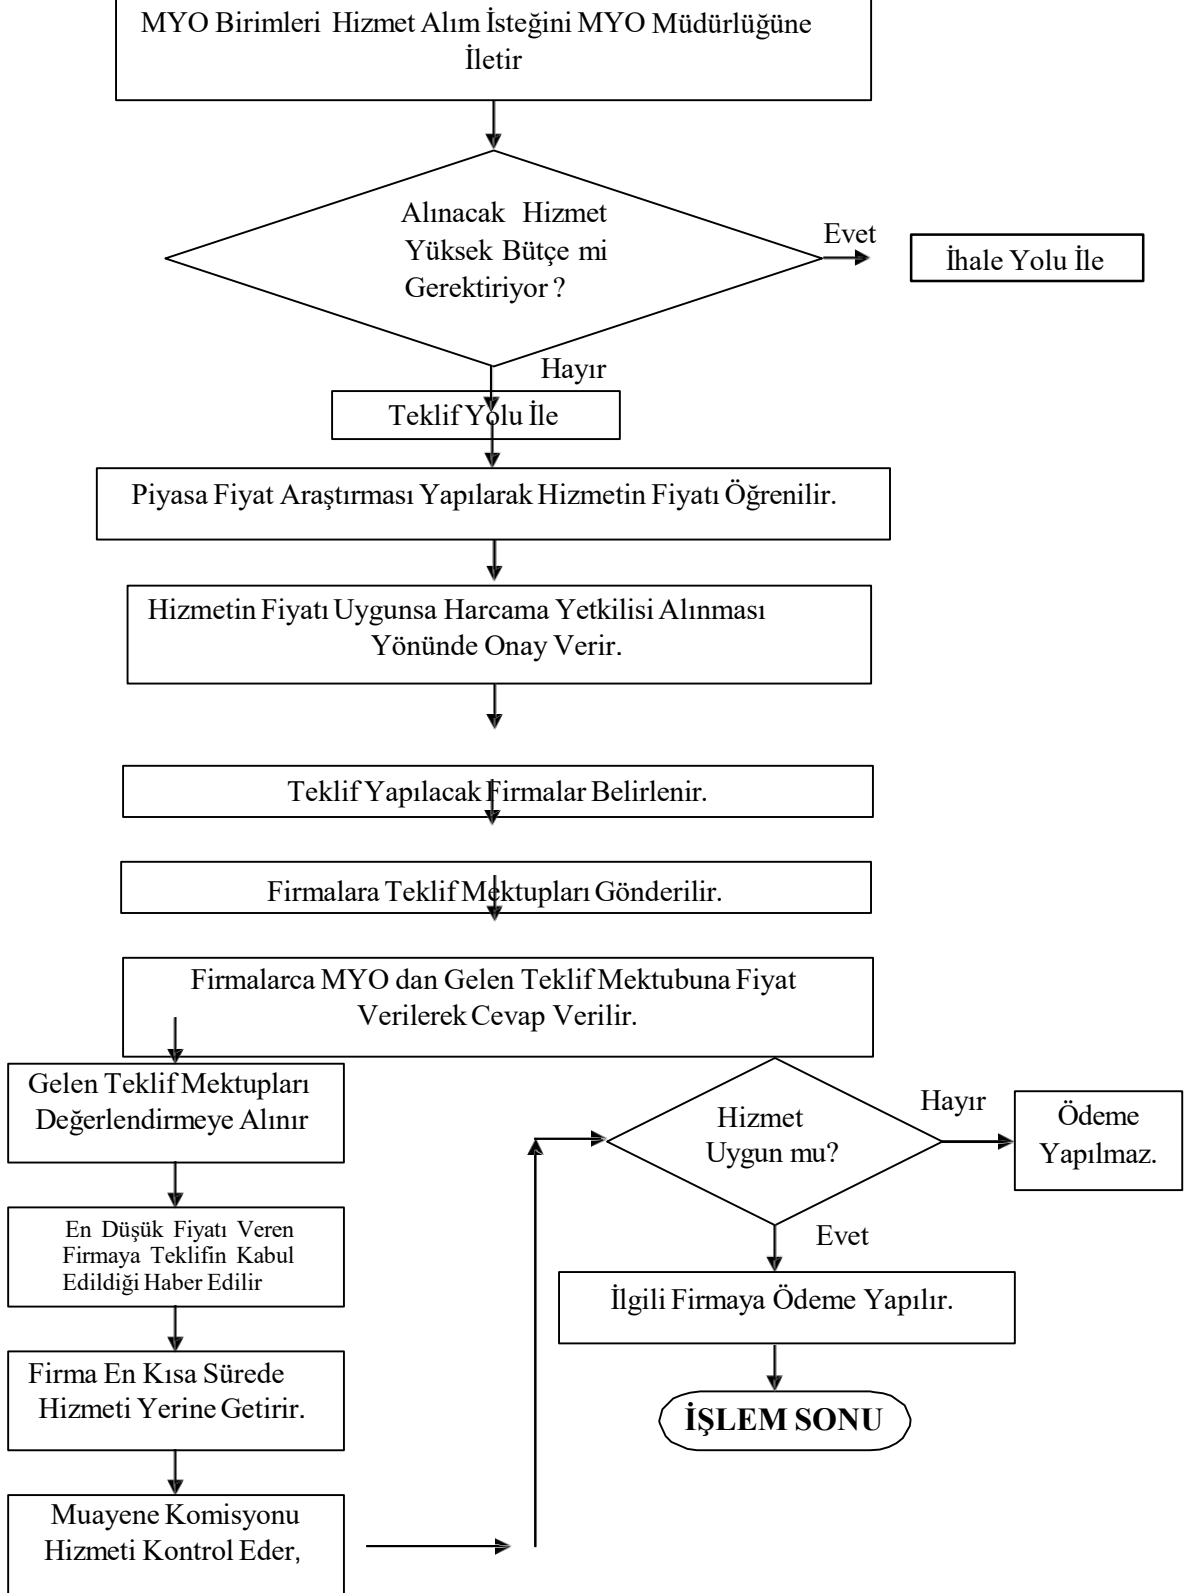 MYO Birimleri Hizmet Alım İsteğini MYO Müdürlüğüne
İletir
Alınacak Hizmet
Yüksek Bütçe mi
Gerektiriyor ?
Evet
İhale Yolu İle
Hayır
Teklif Yolu İle
Piyasa Fiyat Araştırması Yapılarak Hizmetin Fiyatı Öğrenilir.
Hizmetin Fiyatı Uygunsa Harcama Yetkilisi Alınması
Yönünde Onay Verir.
Teklif Yapılacak Firmalar Belirlenir.
Firmalara Teklif Mektupları Gönderilir.
Firmalarca MYO dan Gelen Teklif Mektubuna Fiyat
Verilerek Cevap Verilir.
Gelen Teklif Mektupları
Değerlendirmeye Alınır
En Düşük Fiyatı Veren
Firmaya Teklifin Kabul
Edildiği Haber Edilir
Firma En Kısa Sürede
Hizmeti Yerine Getirir.
Muayene Komisyonu
Hizmeti Kontrol Eder,
Hizmet
Uygun mu?
Hayır
Ödeme
Yapılmaz.
Evet
İlgili Firmaya Ödeme Yapılır.
İŞLEM SONU